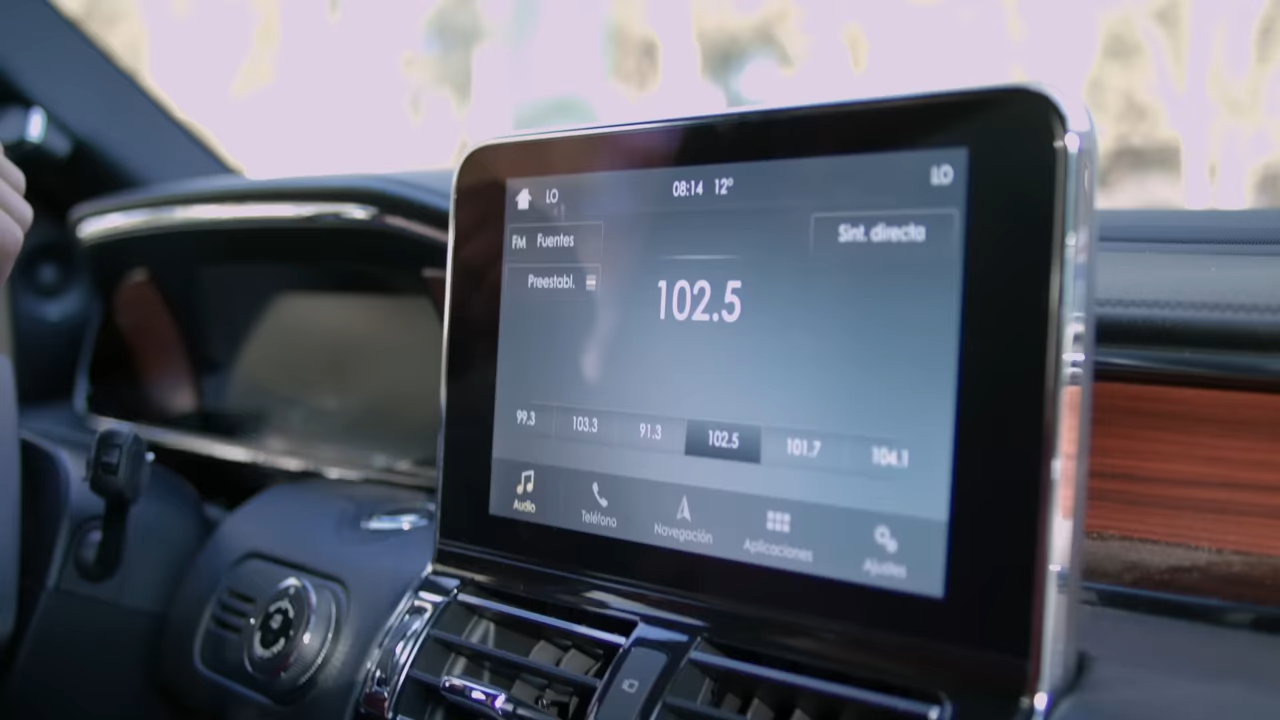 LO 08:14 12° LO
FM Fuentes
Sint. directa
Preestabl.
102.5
99.3 103.3 91.3 102.5 101.7 104.1
Audio Teléfono Navegación Aplicaciones Ajustes